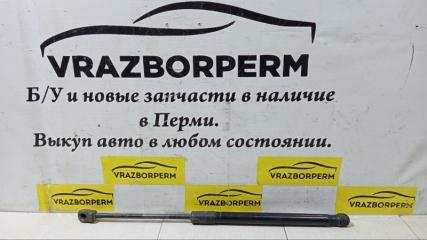 VRAZBORPERM
Б/У и новые запчасти в наличие
в Перми.
Выкуп авто в любом состоянии.
VRAZBORPERM
VRAZBORPERM
VRAZBORPERM
VRAZBORPERM
VRAZBORPERM